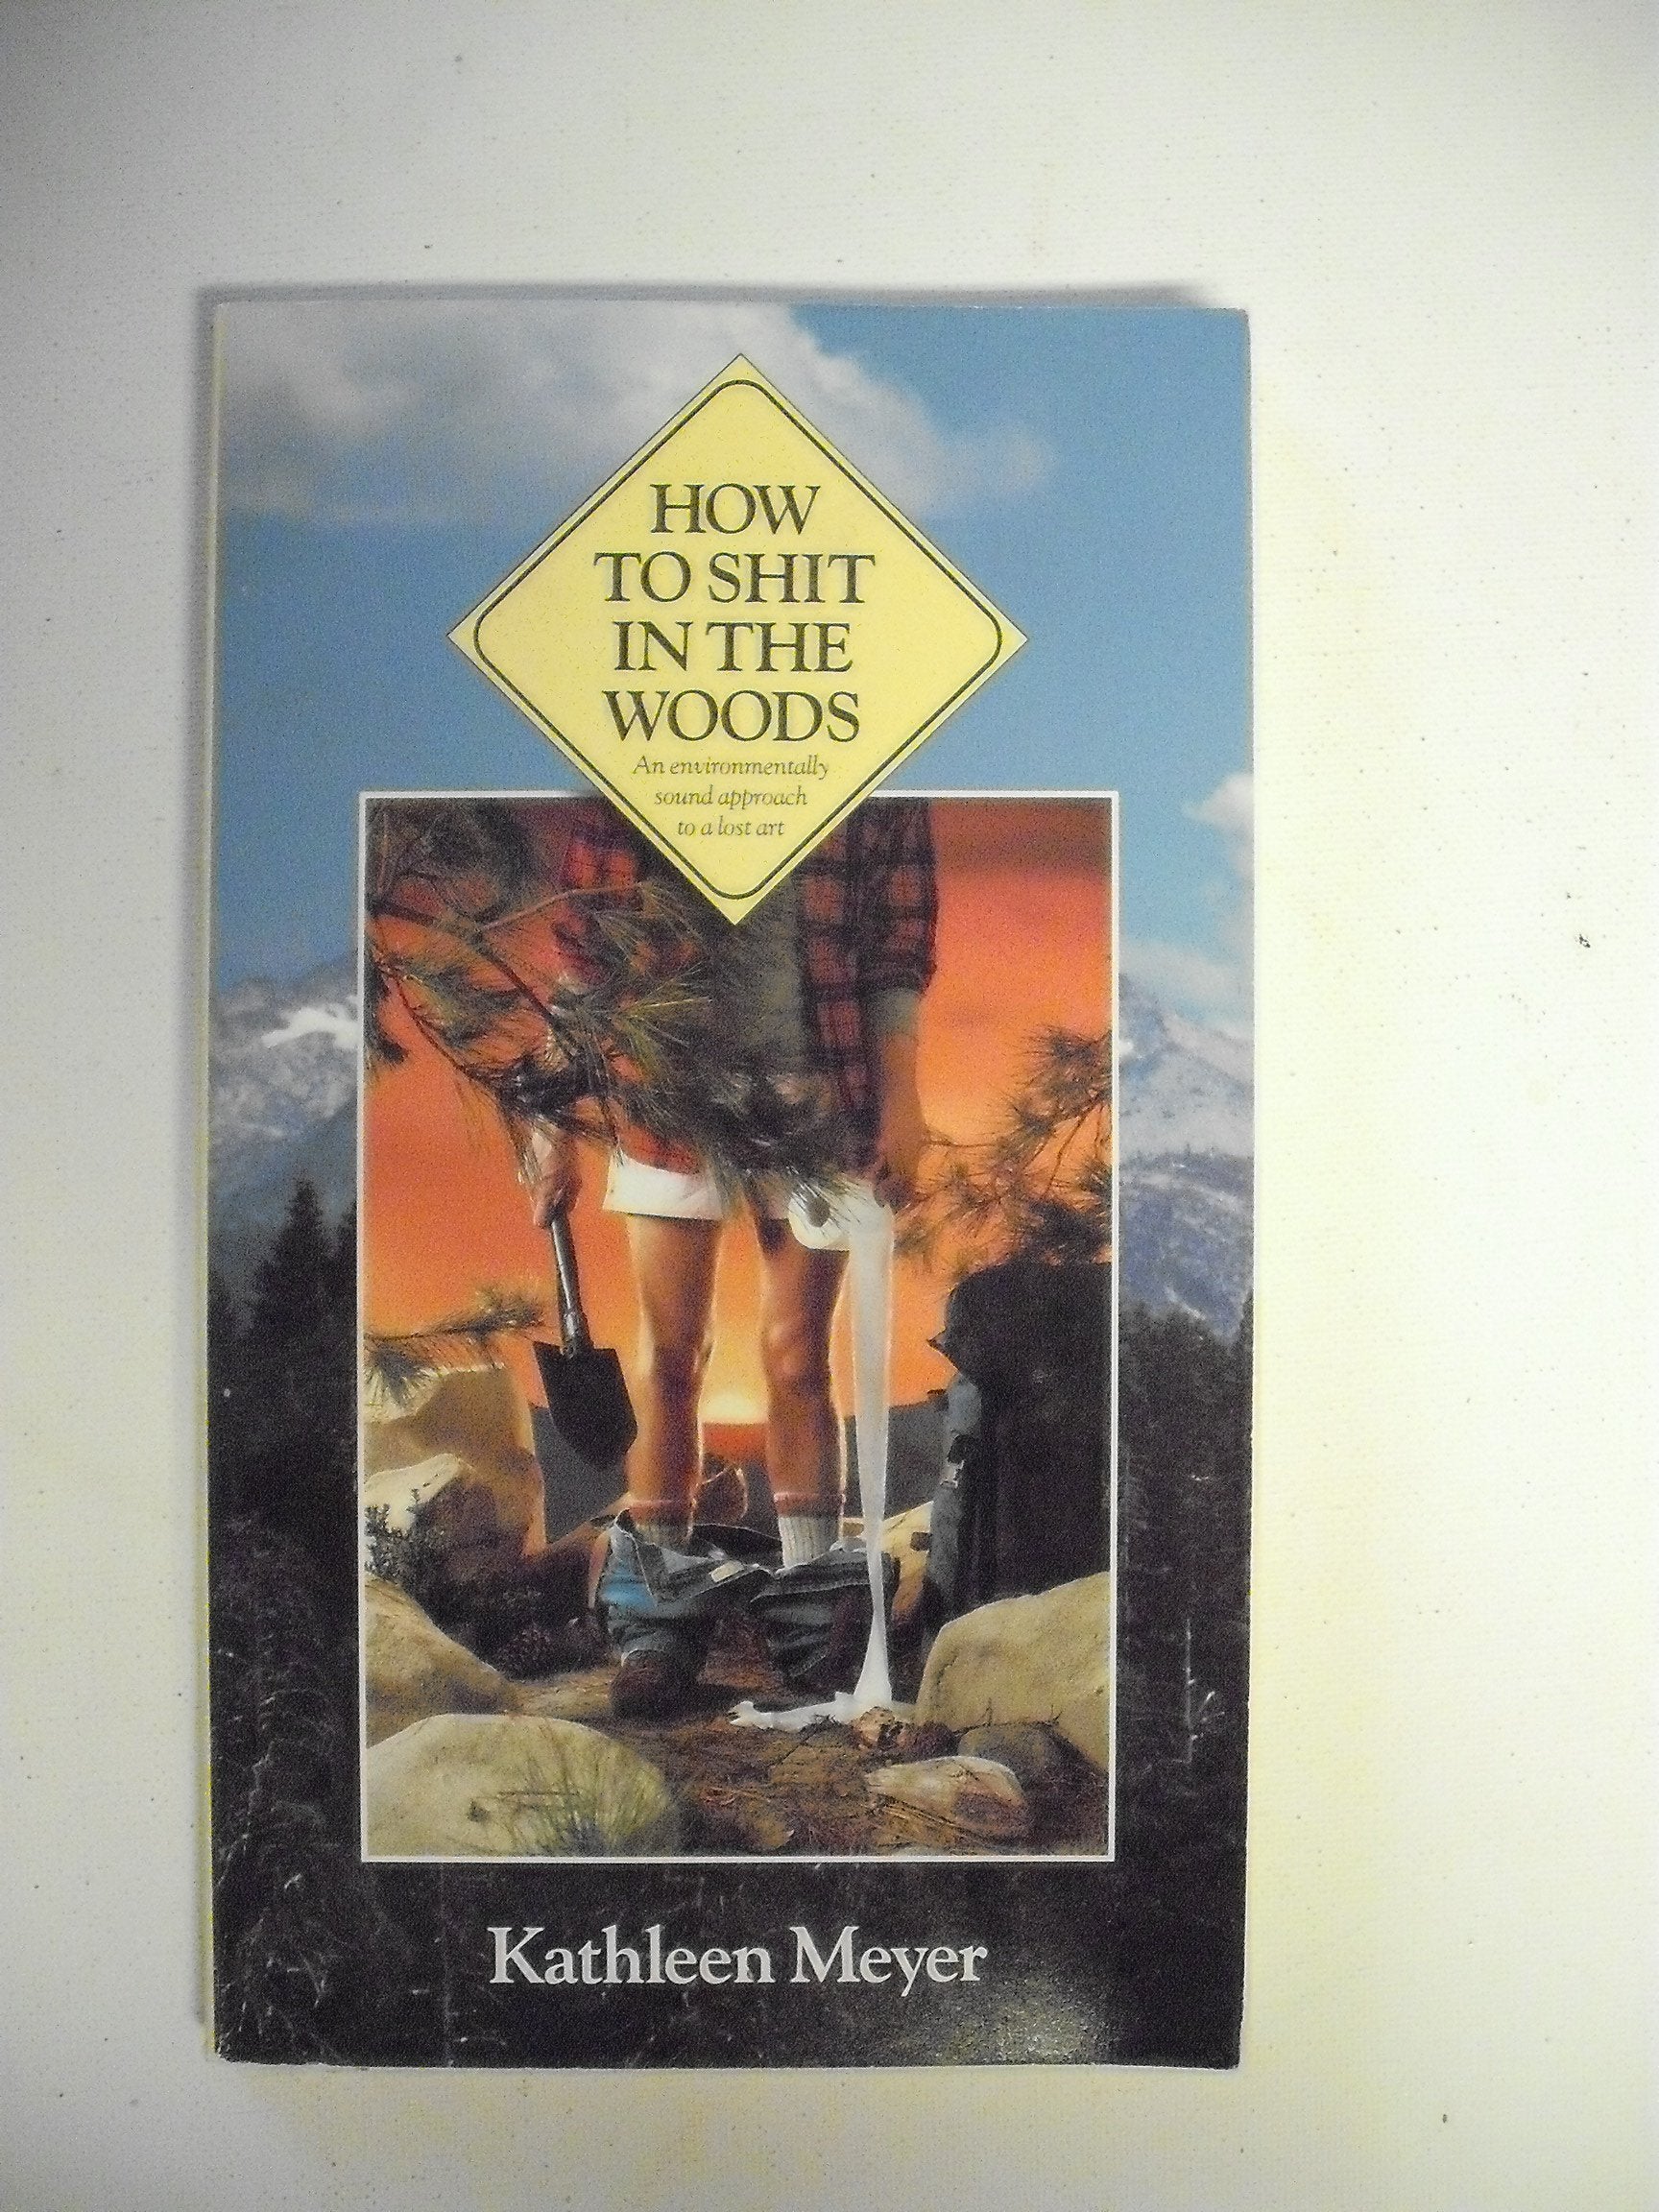 HOW
TO SHIT
IN THE
WOODS
An environmentally
sound approach
to a lost art
Kathleen Meyer